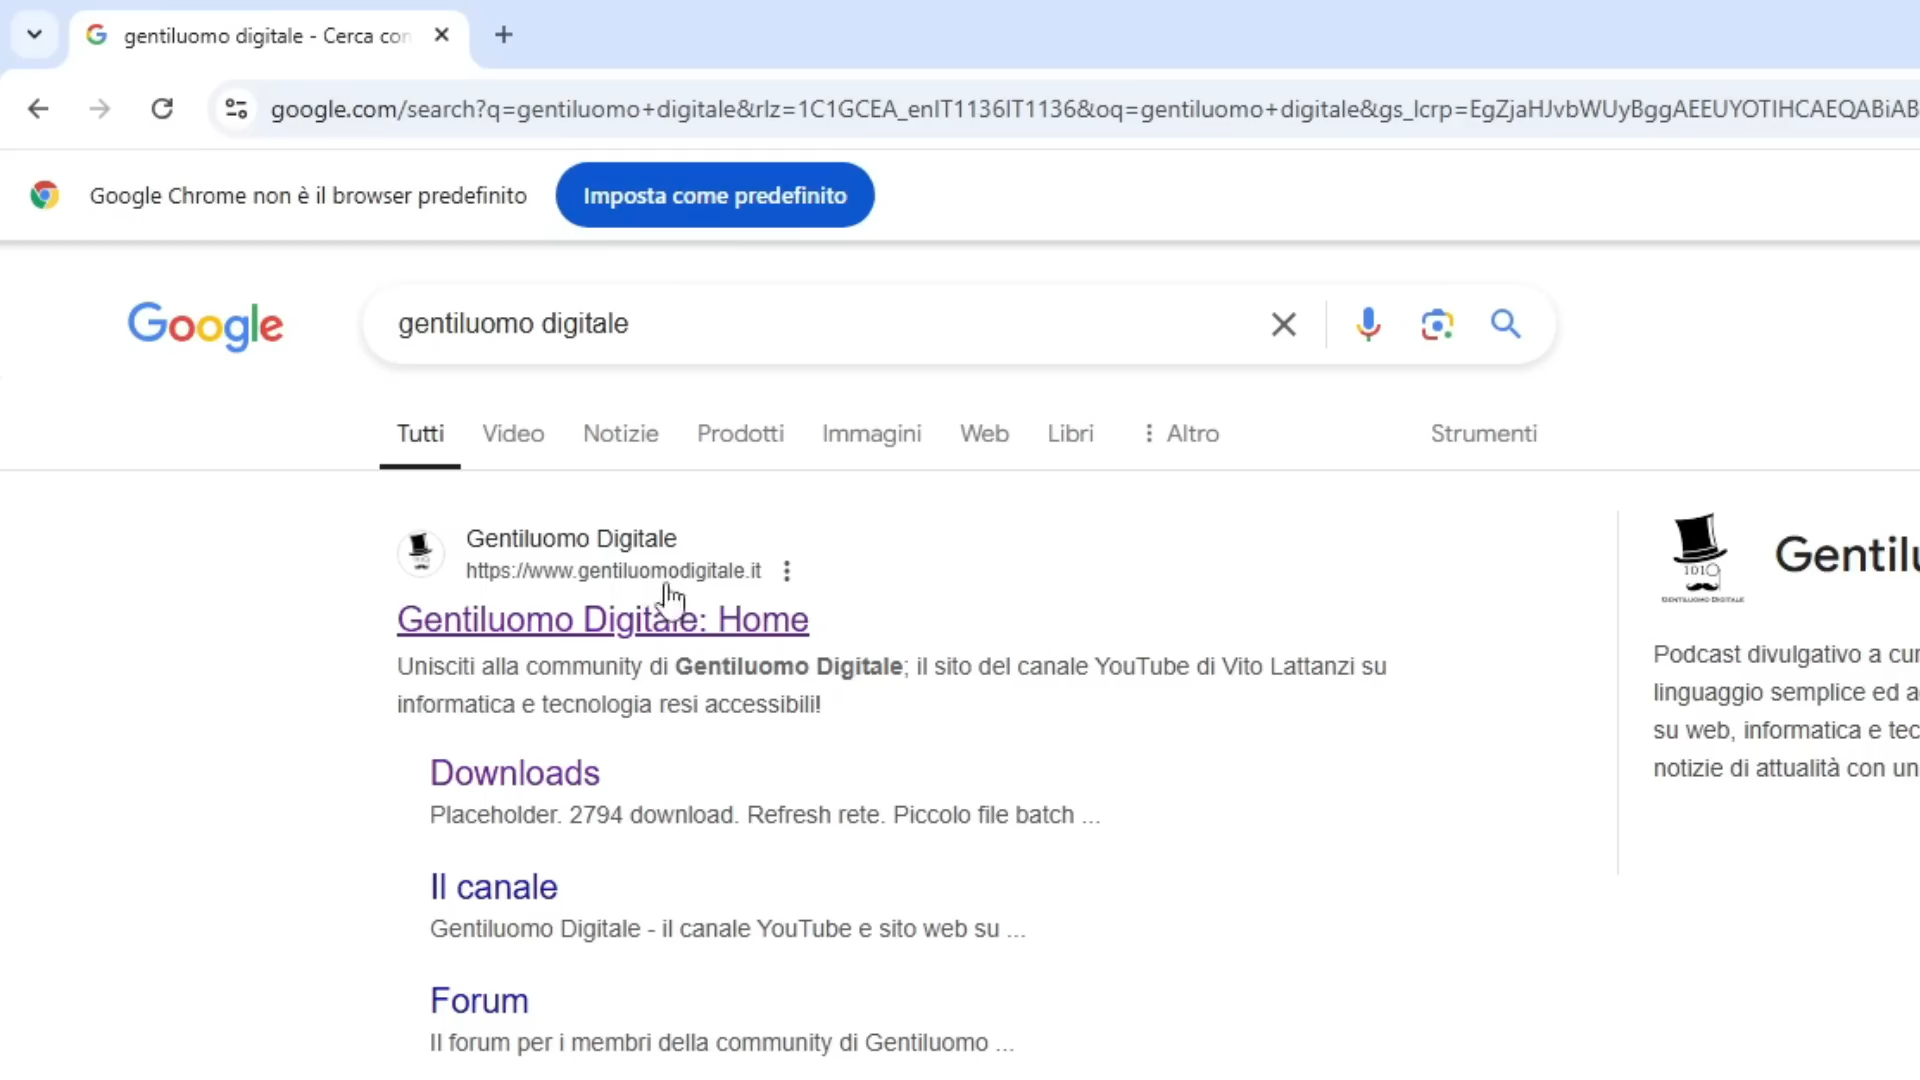 gentiluomo digitale - Cerca con
google.com/search?q=gentiluomo+digitale&rlz=1C1GCEA_enIT1136IT1136&oq=gentiluomo+digitale&gs_lcrp=EgZjaHJvbWUyBggAEEUYOTIHCAEQABiAB
Google Chrome non è il browser predefinito
Imposta come predefinito
Google
gentiluomo digitale
Tutti Video Notizie Prodotti Immagini Web Libri Altro Strumenti
Gentiluomo Digitale
https://www.gentiluomodigitale.it
Gentiluomo Digitale: Home
Unisciti alla community di Gentiluomo Digitale; il sito del canale YouTube di Vito Lattanzi su
informatica e tecnologia resi accessibili!
Downloads
Placeholder. 2794 download. Refresh rete. Piccolo file batch ...
Il canale
Gentiluomo Digitale - il canale YouTube e sito web su ...
Forum
Il forum per i membri della community di Gentiluomo ...
1010
GENTILUOMO DIGITALE
Gentilu
Podcast divulgativo a cur
linguaggio semplice ed a
su web, informatica e tec
notizie di attualità con un